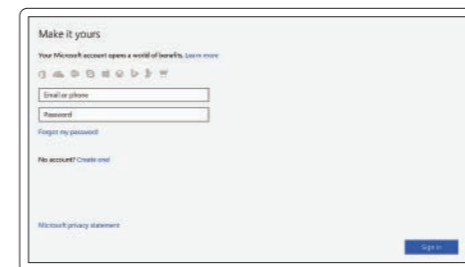 Make it yours
Your Microsoft account opens a world of benefits. Learn more
Email or phone
Password
Forgot my password
No account? Create one!
Microsoft privacy statement
Sign in